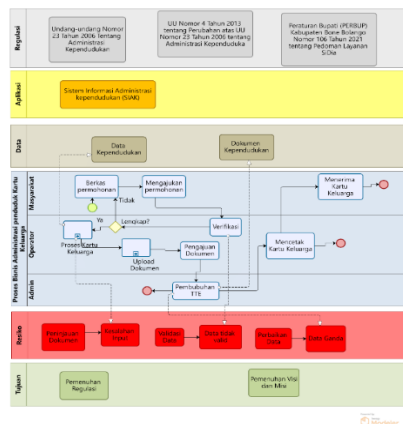 Regulasi
Undang-undang Nomor
23 Tahun 2006 Tentang
Administrasi
Kependudukan
UU Nomor 4 Tahun 2013
tentang Perubahan atas UU
Nomor 23 Tahun 2006 tentang
Administrasi Kependuduka
Peraturan Bupati (PERBUP)
Kabupaten Bone Bolango
Nomor 106 Tahun 2021
tentang Pedoman Layanan
Aplikasi
Sistem Informasi Administrasi
kependudukan (SIAK)
Data
Data
Kependudukan
Dokumen
Kependudukan
Proses Bisnis Administrasi penduduk Kartu
Keluarga
Masyarakat
Berkas
permohonan
Mengajukan
permohonan
Menerima
Kartu
Keluarga
Tidak
Operator
Ya
Lengkap?
Verifikasi
Proses Kartu
Keluarga
Upload
Dokumen
Pengajuan
Dokumen
Mencetak
Kartu Keluarga
Admin
Pembubuhan
TTE
Resiko
Peninjauan
Dokumen
Kesalahan
Input
Validasi
Data
Data tidak
valid
Perbaikan
Data
Data Ganda
Tujuan
Pemenuhan
Regulasi
Pemenuhan Visi
dan Misi